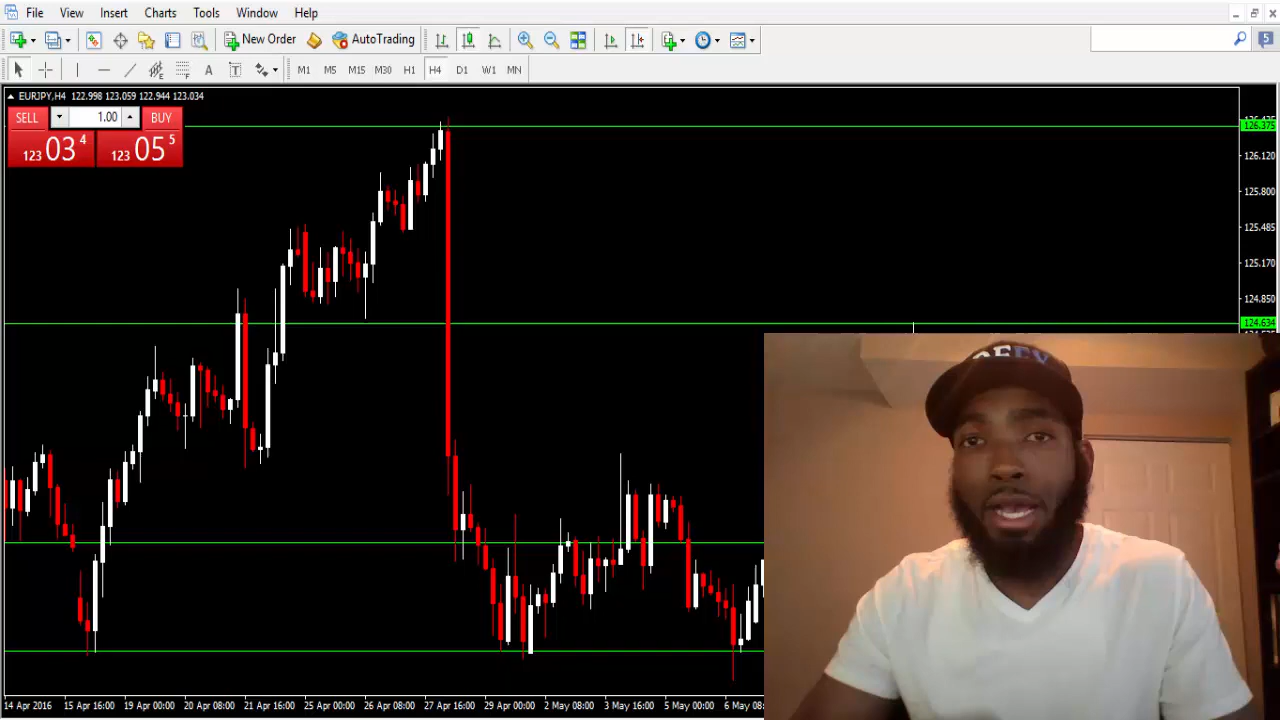 File View Insert Charts Tools Window Help
New Order AutoTrading
5
M1 M5 M15 M30 H1 H4 D1 W1 MN
EURJPY,H4 122.998 123.059 122.944 123.034
SELL 1.00 BUY
123 03 4 123 05 5
126.375
126.120
125.800
125.485
125.170
124.850
124.634
14 Apr 2016 15 Apr 16:00 19 Apr 00:00 20 Apr 08:00 21 Apr 16:00 25 Apr 00:00 26 Apr 08:00 27 Apr 16:00 29 Apr 00:00 2 May 08:00 3 May 16:00 5 May 00:00